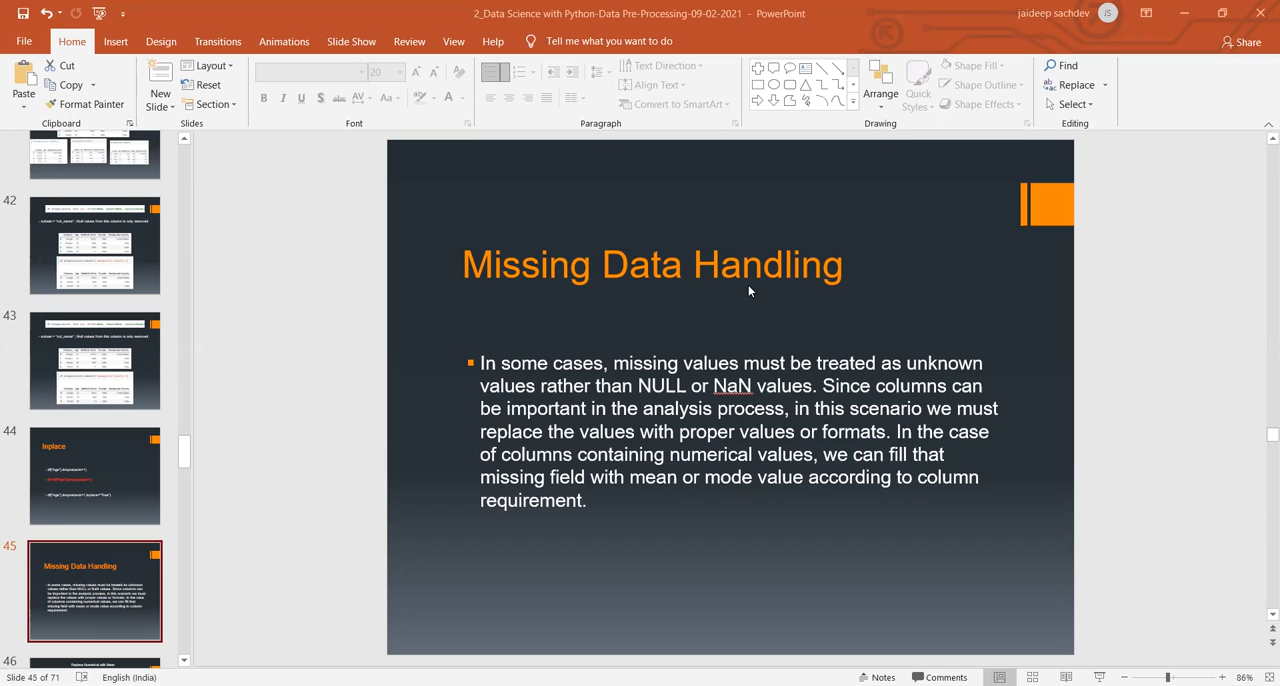 2_Data Science with Python-Data Pre-Processing-09-02-2021 - PowerPoint
jaideep sachdev
JS
File Home Insert Design Transitions Animations Slide Show Review View Help Tell me what you want to do
Share
Paste
Cut
Copy
Format Painter
Clipboard
New Slide
Layout
Reset
Section
Slides
20
Font
Text Direction
Align Text
Convert to SmartArt
Paragraph
Arrange
Quick Styles
Shape Fill
Shape Outline
Shape Effects
Drawing
Find
Replace
Select
Editing
42
43
44
Inplace
45
Missing Data Handling
46
Replace Numerical with Mean
Missing Data Handling
In some cases, missing values must be treated as unknown
values rather than NULL or NaN values. Since columns can
be important in the analysis process, in this scenario we must
replace the values with proper values or formats. In the case
of columns containing numerical values, we can fill that
missing field with mean or mode value according to column
requirement.
Slide 45 of 71
English (India)
Notes
Comments
86%